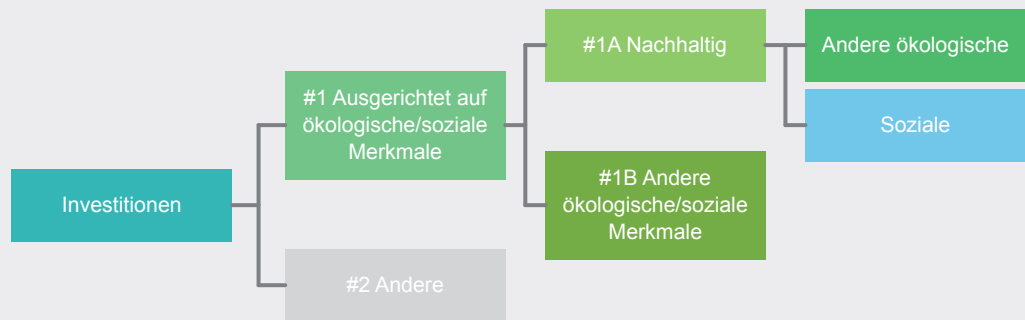 Investitionen
#1 Ausgerichtet auf
ökologische/soziale
Merkmale
#2 Andere
#1A Nachhaltig
#1B Andere
ökologische/soziale
Merkmale
Andere ökologische
Soziale